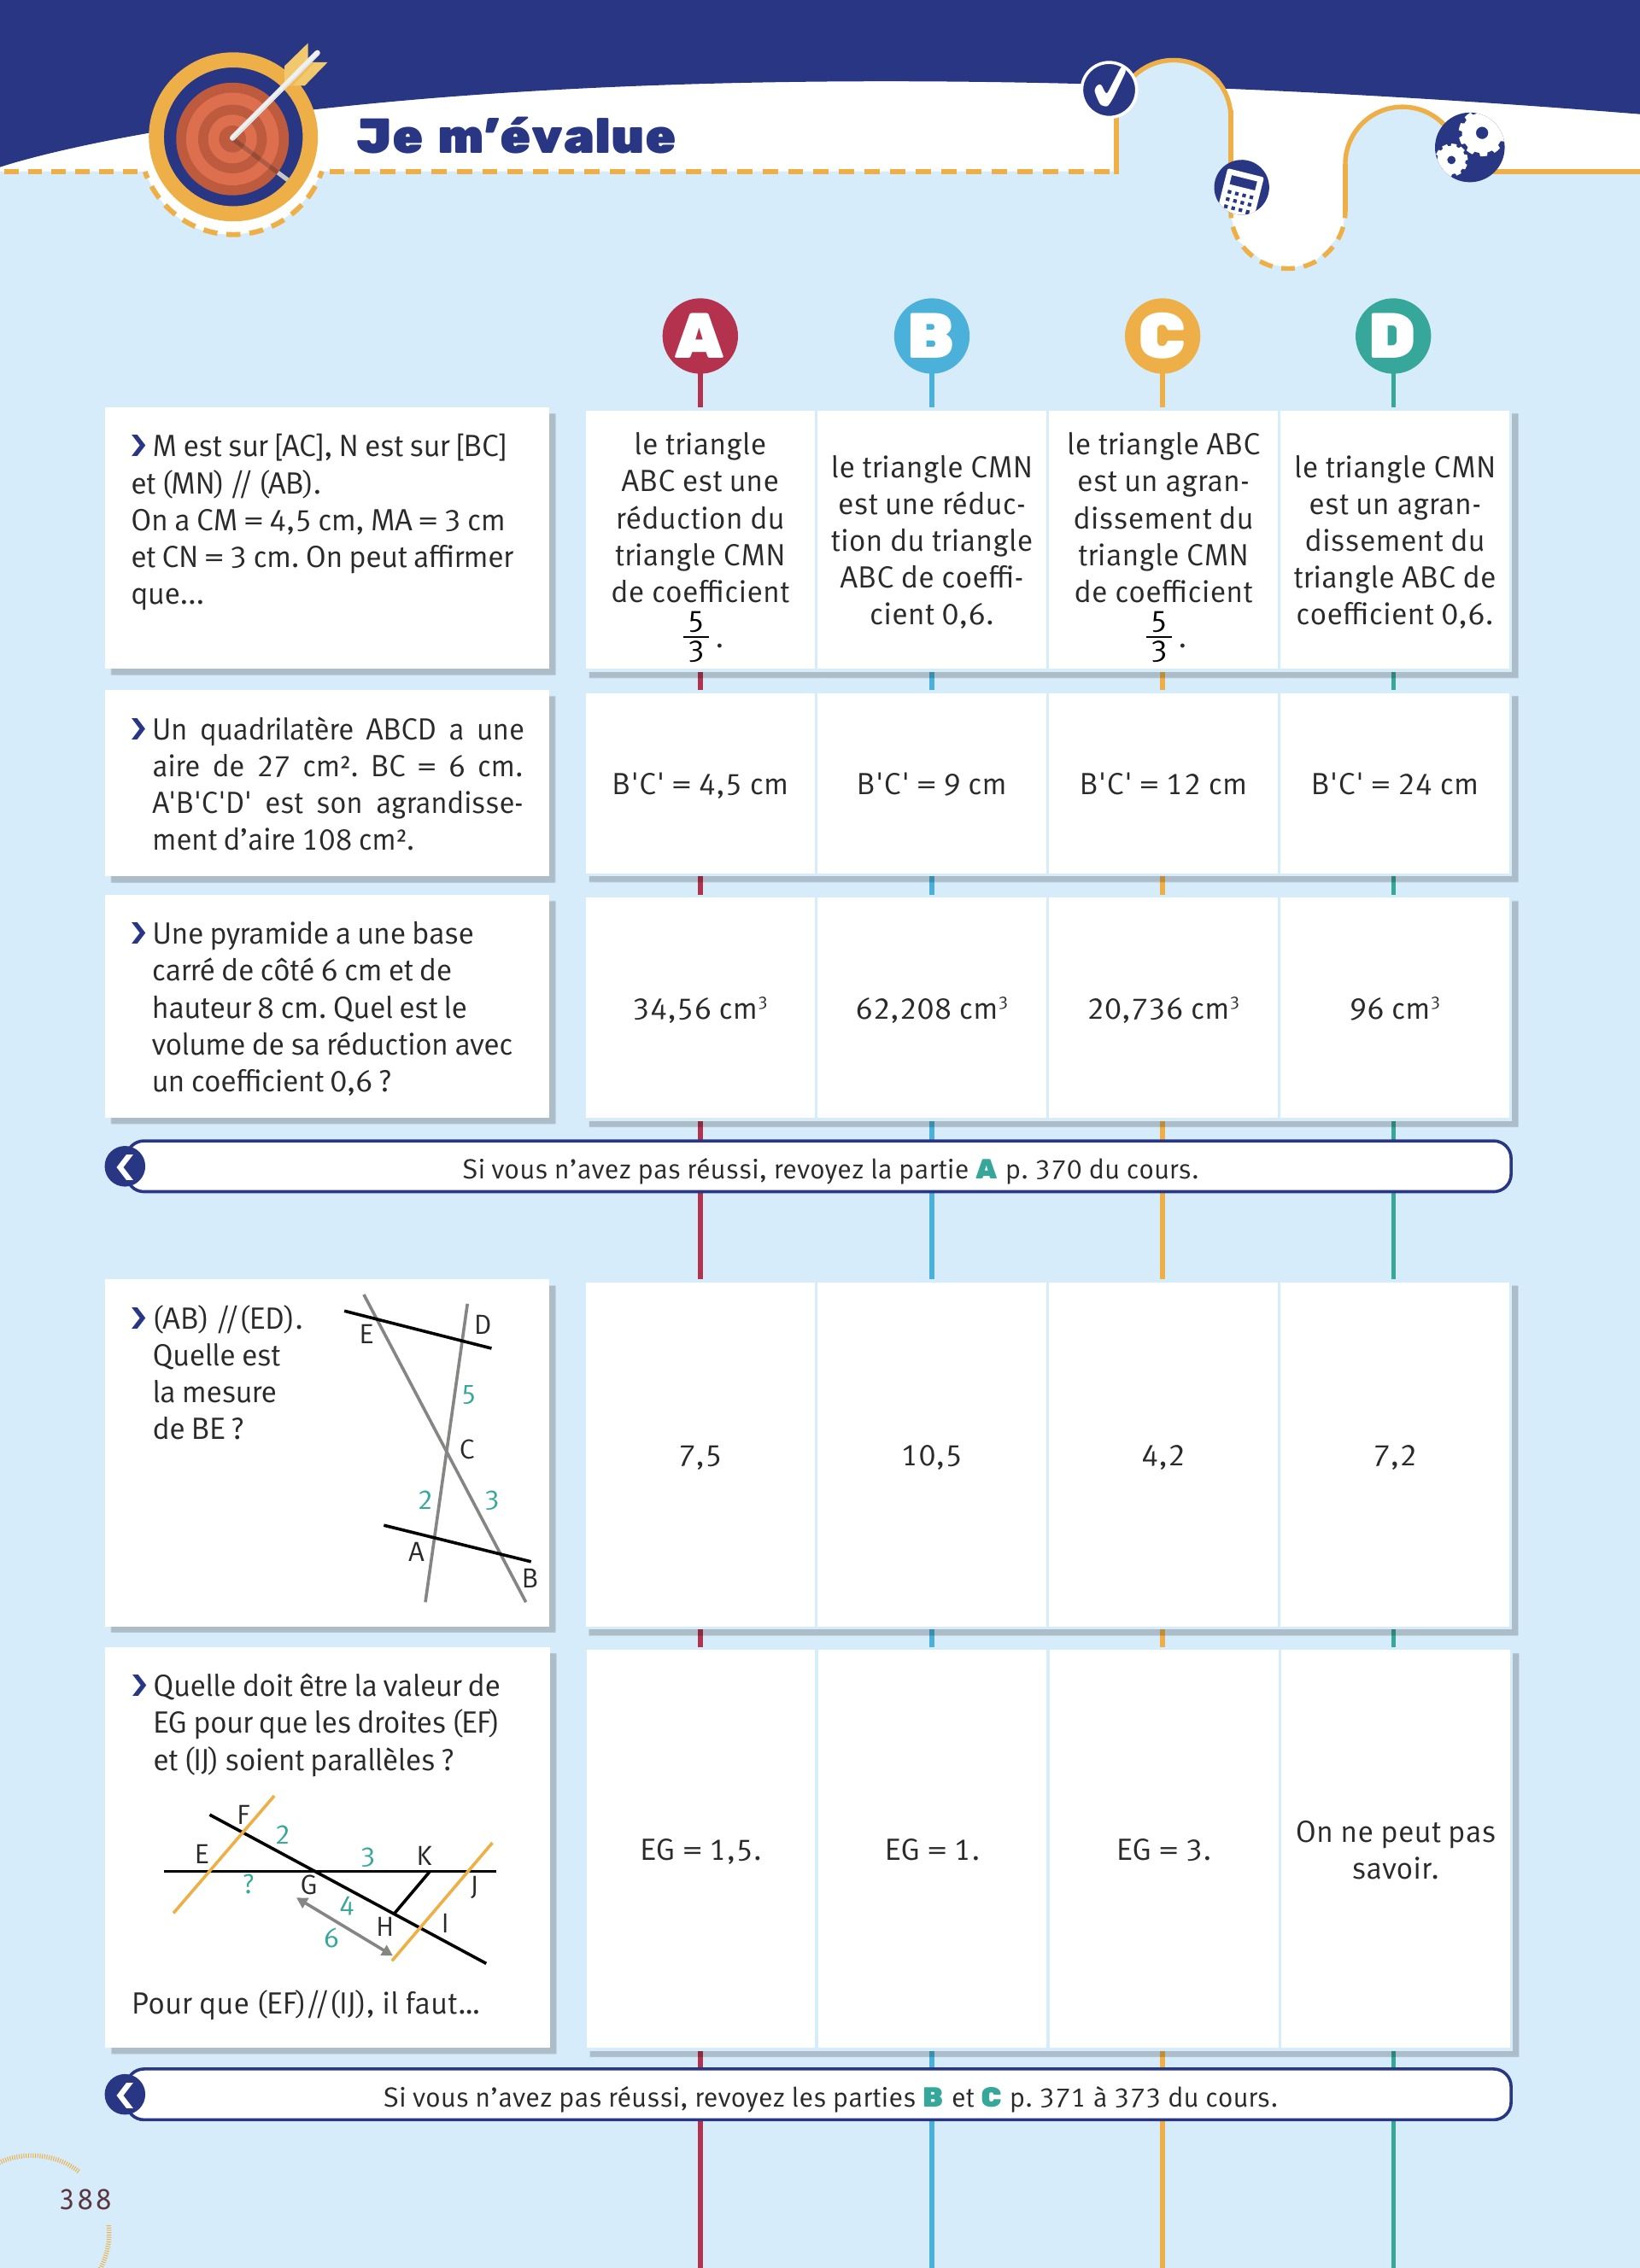 Je m’évalue
A
B
C
D
❯ M est sur [AC], N est sur [BC]
et (MN) // (AB).
On a CM = 4,5 cm, MA = 3 cm
et CN = 3 cm. On peut affirmer
que…
le triangle
ABC est une
réduction du
triangle CMN
de coefficient
5/3 .
le triangle CMN
est une réduc-
tion du triangle
ABC de coeffi-
cient 0,6.
le triangle ABC
est un agran-
dissement du
triangle CMN
de coefficient
5/3 .
le triangle CMN
est un agran-
dissement du
triangle ABC de
coefficient 0,6.
❯ Un quadrilatère ABCD a une
aire de 27 cm². BC = 6 cm.
A'B'C'D' est son agrandisse-
ment d’aire 108 cm².
B'C' = 4,5 cm
B'C' = 9 cm
B'C' = 12 cm
B'C' = 24 cm
❯ Une pyramide a une base
carré de côté 6 cm et de
hauteur 8 cm. Quel est le
volume de sa réduction avec
un coefficient 0,6 ?
34,56 cm³
62,208 cm³
20,736 cm³
96 cm³
Si vous n’avez pas réussi, revoyez la partie A p. 370 du cours.
❯ (AB) //(ED).
Quelle est
la mesure
de BE ?
E
D
5
C
2
3
A
B
7,5
10,5
4,2
7,2
❯ Quelle doit être la valeur de
EG pour que les droites (EF)
et (IJ) soient parallèles ?
F
2
E
3
K
?
G
J
4
H
I
6
Pour que (EF)//(IJ), il faut…
EG = 1,5.
EG = 1.
EG = 3.
On ne peut pas
savoir.
Si vous n’avez pas réussi, revoyez les parties B et C p. 371 à 373 du cours.
388